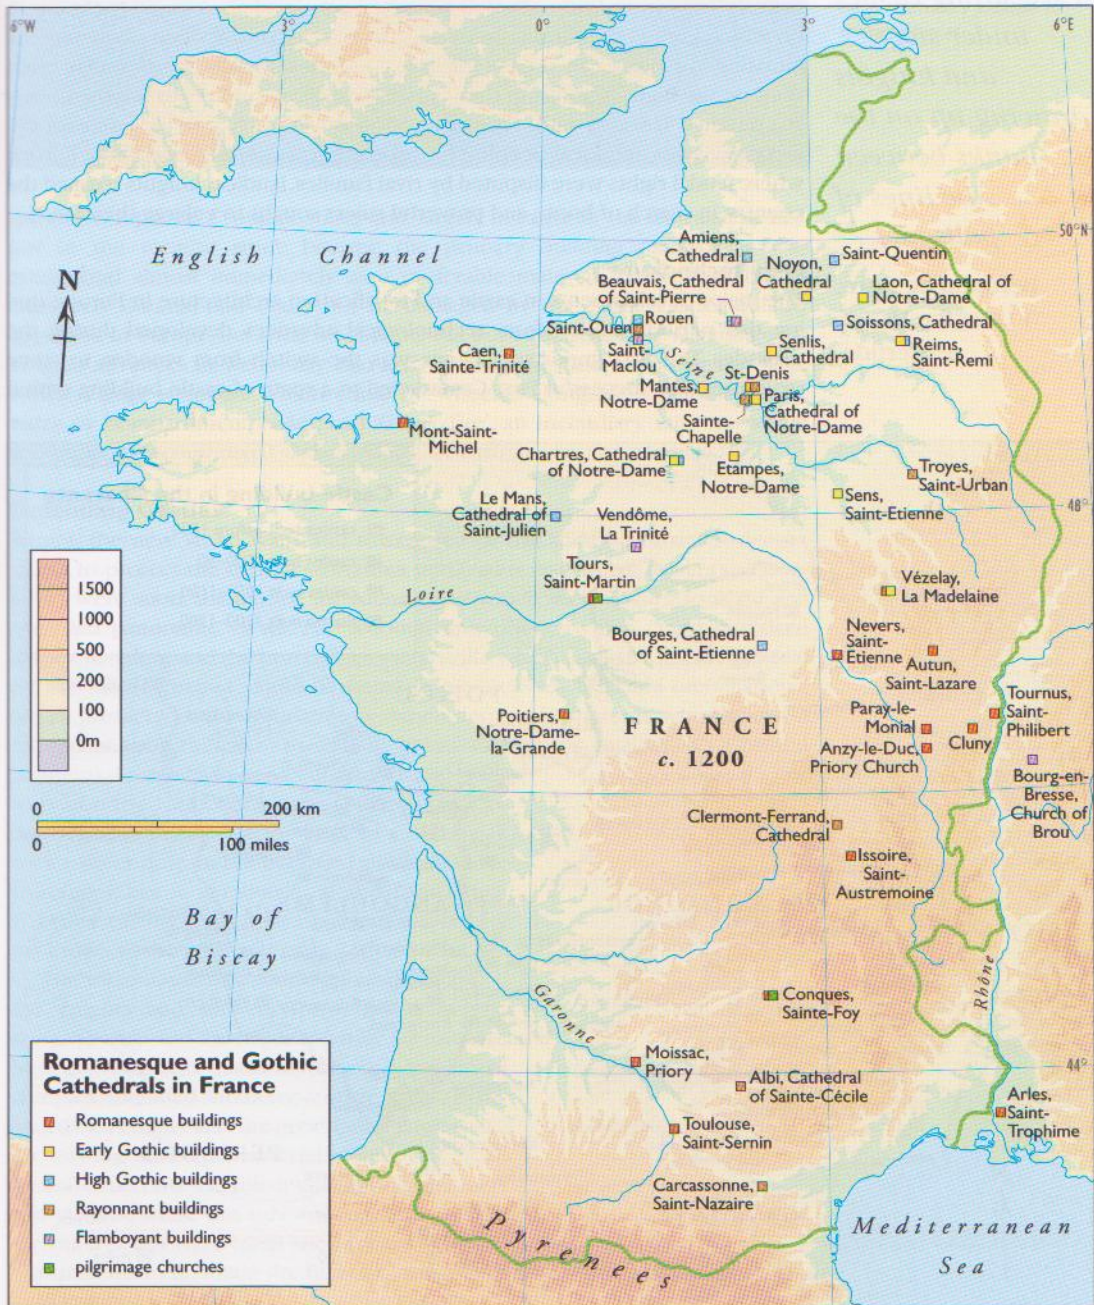 6°W
3°
0°
3°
6°E
English Channel
50°N
N
Amiens,
Cathedral
Saint-Quentin
Noyon,
Cathedral
Beauvais, Cathedral
of Saint-Pierre
Laon, Cathedral of
Notre-Dame
Rouen
Saint-Ouen
Saint-
Maclou
Soissons, Cathedral
Reims,
Saint-Remi
Seine
Senlis,
Cathedral
Caen,
Sainte-Trinité
St-Denis
Mantes,
Notre-Dame
Paris,
Cathedral of
Notre-Dame
Sainte-
Chapelle
Mont-Saint-
Michel
Chartres, Cathedral
of Notre-Dame
Etampes,
Notre-Dame
Troyes,
Saint-Urban
Le Mans,
Cathedral of
Saint-Julien
Sens,
Saint-Etienne
48°
Vendôme,
La Trinité
Tours,
Saint-Martin
Loire
Vézelay,
La Madelaine
Bourges, Cathedral
of Saint-Etienne
Nevers,
Saint-
Etienne
Autun,
Saint-Lazare
Poitiers,
Notre-Dame-
la-Grande
FRANCE
c. 1200
Paray-le-
Monial
Tournus,
Saint-
Philibert
Cluny
Anzy-le-Duc,
Priory Church
Bourg-en-
Bresse,
Church of
Brou
Clermont-Ferrand,
Cathedral
Issoire,
Saint-
Austremoine
1500
1000
500
200
100
0m
0 200 km
0 100 miles
Bay of
Biscay
Garonne
Rhône
Conques,
Sainte-Foy
Moissac,
Priory
44°
Albi, Cathedral
of Sainte-Cécile
Arles,
Saint-
Trophime
Toulouse,
Saint-Sernin
Carcassonne,
Saint-Nazaire
Pyrenees
Mediterranean
Sea
Romanesque and Gothic
Cathedrals in France
Romanesque buildings
Early Gothic buildings
High Gothic buildings
Rayonnant buildings
Flamboyant buildings
pilgrimage churches